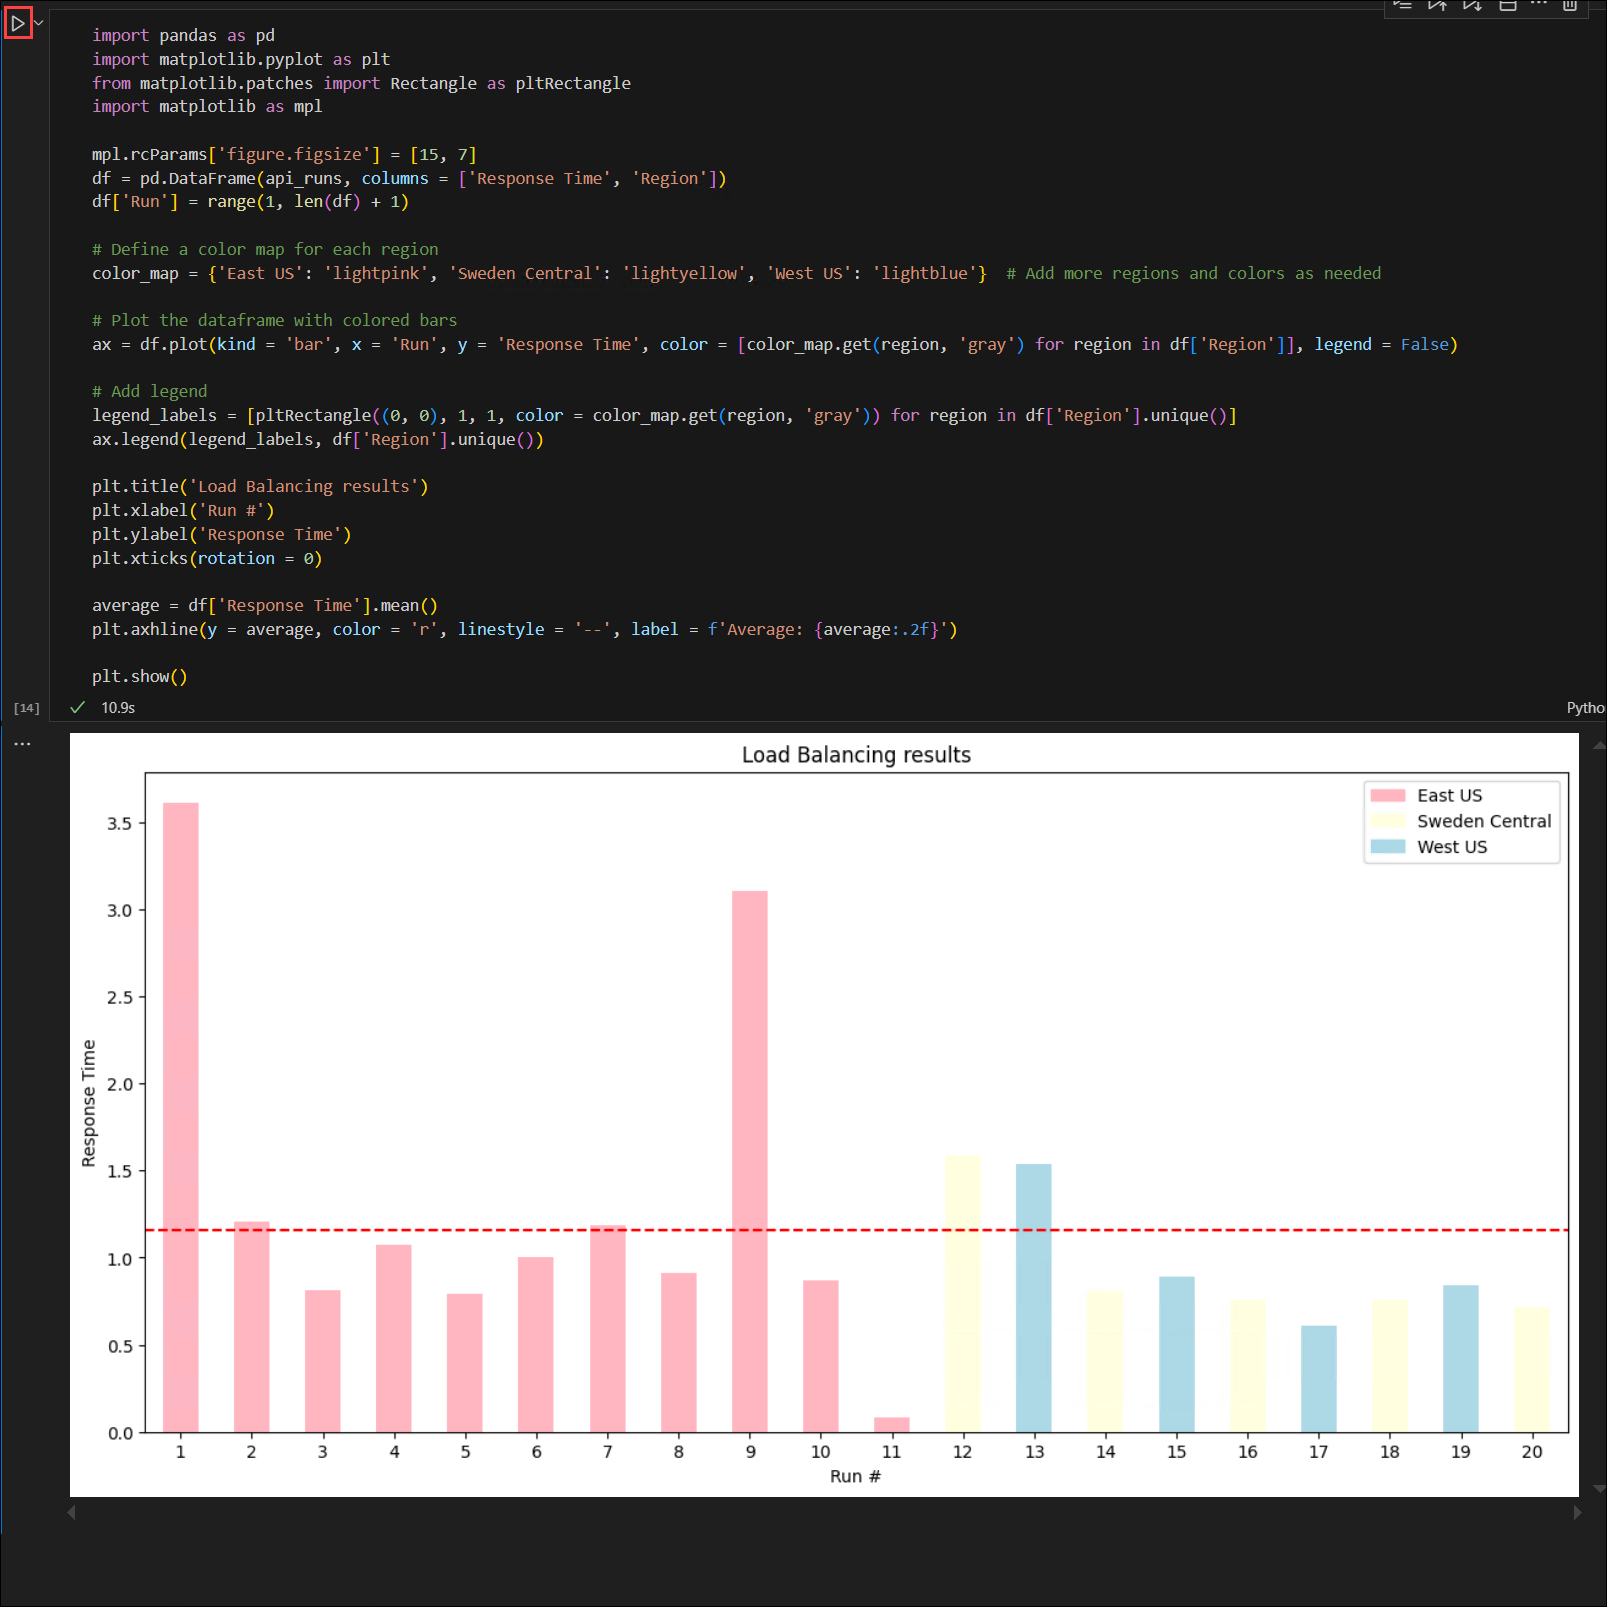 import pandas as pd
import matplotlib.pyplot as plt
from matplotlib.patches import Rectangle as pltRectangle
import matplotlib as mpl
mpl.rcParams['figure.figsize'] = [15, 7]
df = pd.DataFrame(api_runs, columns = ['Response Time', 'Region'])
df['Run'] = range(1, len(df) + 1)
# Define a color map for each region
color_map = {'East US': 'lightpink', 'Sweden Central': 'lightyellow', 'West US': 'lightblue'}  # Add more regions and colors as needed
# Plot the dataframe with colored bars
ax = df.plot(kind = 'bar', x = 'Run', y = 'Response Time', color = [color_map.get(region, 'gray') for region in df['Region']], legend = False)
# Add legend
legend_labels = [pltRectangle((0, 0), 1, 1, color = color_map.get(region, 'gray')) for region in df['Region'].unique()]
ax.legend(legend_labels, df['Region'].unique())
plt.title('Load Balancing results')
plt.xlabel('Run #')
plt.ylabel('Response Time')
plt.xticks(rotation = 0)
average = df['Response Time'].mean()
plt.axhline(y = average, color = 'r', linestyle = '--', label = f'Average: {average:.2f}')
plt.show()
[14] 10.9s Pytho
Load Balancing results
East US
Sweden Central
West US
3.5
3.0
2.5
2.0
1.5
1.0
0.5
0.0
Response Time
1 2 3 4 5 6 7 8 9 10 11 12 13 14 15 16 17 18 19 20
Run #